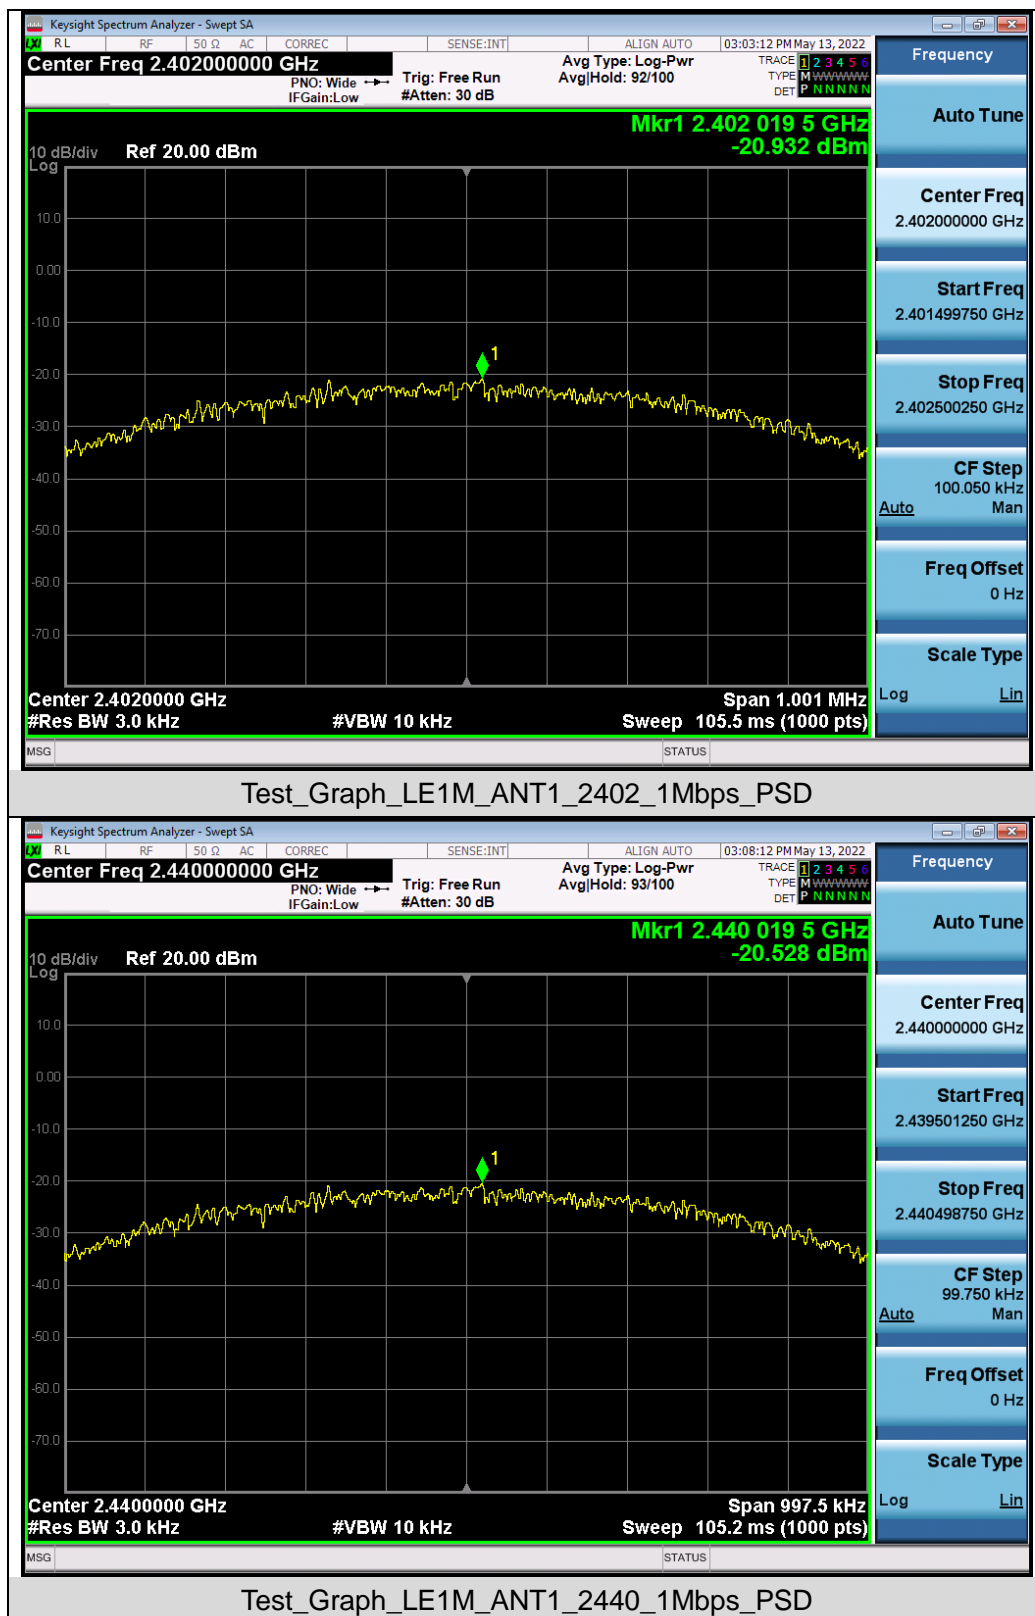 Keysight Spectrum Analyzer - Swept SA
LXI RL RF 50 Ω AC CORREC SENSE:INT ALIGN AUTO 03:03:12 PM May 13, 2022
Center Freq 2.402000000 GHz
PNO: Wide
IFGain:Low
Trig: Free Run
#Atten: 30 dB
Avg Type: Log-Pwr
Avg|Hold: 92/100
TRACE 1 2 3 4 5 6
TYPE M WWWWW
DET P N N N N N
Mkr1 2.402 019 5 GHz
-20.932 dBm
10 dB/div Ref 20.00 dBm
Log
10.0
0.00
-10.0
-20.0
-30.0
-40.0
-50.0
-60.0
-70.0
1
Center 2.4020000 GHz Span 1.001 MHz
#Res BW 3.0 kHz #VBW 10 kHz Sweep 105.5 ms (1000 pts)
MSG STATUS
Frequency
Auto Tune
Center Freq
2.402000000 GHz
Start Freq
2.401499750 GHz
Stop Freq
2.402500250 GHz
CF Step
100.050 kHz
Auto Man
Freq Offset
0 Hz
Scale Type
Log Lin
Test_Graph_LE1M_ANT1_2402_1Mbps_PSD
Keysight Spectrum Analyzer - Swept SA
LXI RL RF 50 Ω AC CORREC SENSE:INT ALIGN AUTO 03:08:12 PM May 13, 2022
Center Freq 2.440000000 GHz
PNO: Wide
IFGain:Low
Trig: Free Run
#Atten: 30 dB
Avg Type: Log-Pwr
Avg|Hold: 93/100
TRACE 1 2 3 4 5 6
TYPE M WWWWW
DET P N N N N N
Mkr1 2.440 019 5 GHz
-20.528 dBm
10 dB/div Ref 20.00 dBm
Log
10.0
0.00
-10.0
-20.0
-30.0
-40.0
-50.0
-60.0
-70.0
1
Center 2.4400000 GHz Span 997.5 kHz
#Res BW 3.0 kHz #VBW 10 kHz Sweep 105.2 ms (1000 pts)
MSG STATUS
Frequency
Auto Tune
Center Freq
2.440000000 GHz
Start Freq
2.439501250 GHz
Stop Freq
2.440498750 GHz
CF Step
99.750 kHz
Auto Man
Freq Offset
0 Hz
Scale Type
Log Lin
Test_Graph_LE1M_ANT1_2440_1Mbps_PSD